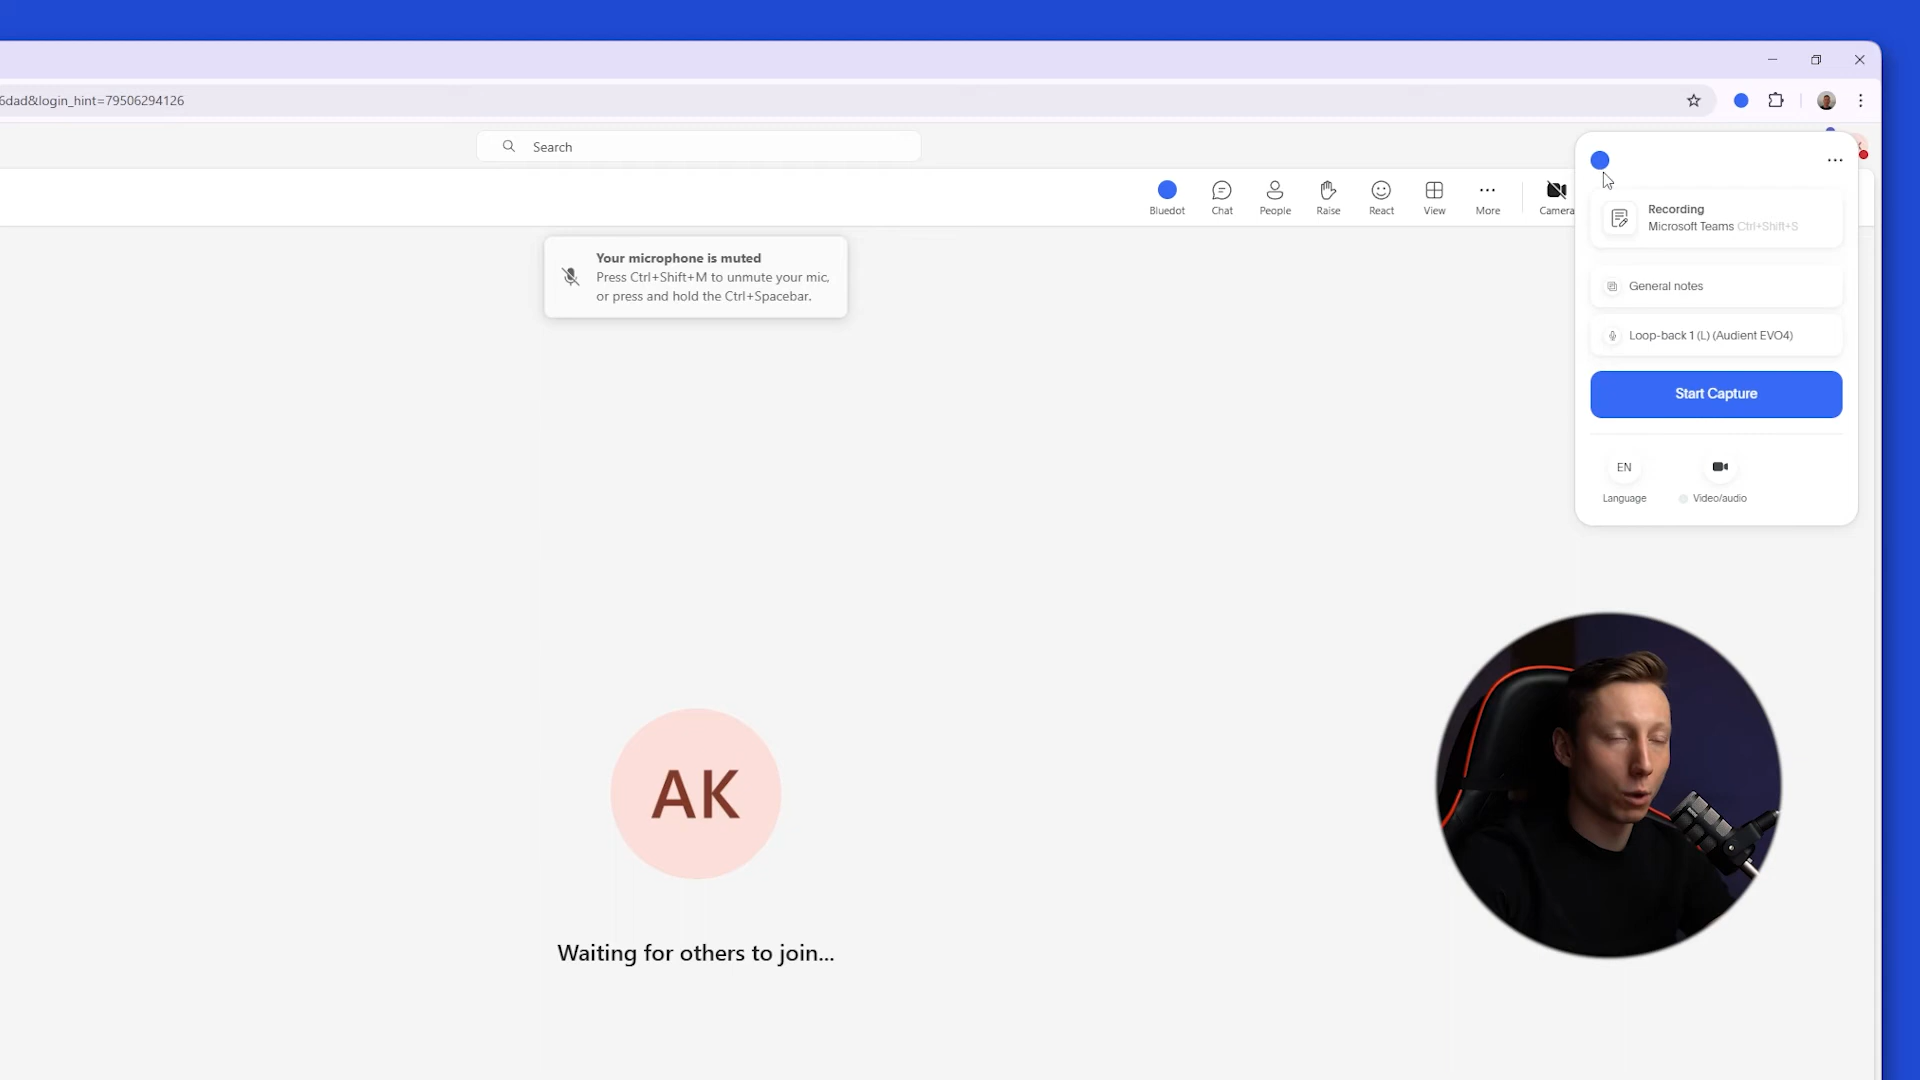 6dad&login_hint=79506294126
Search
Bluedot
Chat
People
Raise
React
View
More
Camera
Your microphone is muted
Press Ctrl+Shift+M to unmute your mic,
or press and hold the Ctrl+Spacebar.
Recording
Microsoft Teams Ctrl+Shift+S
General notes
Loop-back 1 (L) (Audient EVO4)
Start Capture
EN
Language
Video/audio
AK
Waiting for others to join...